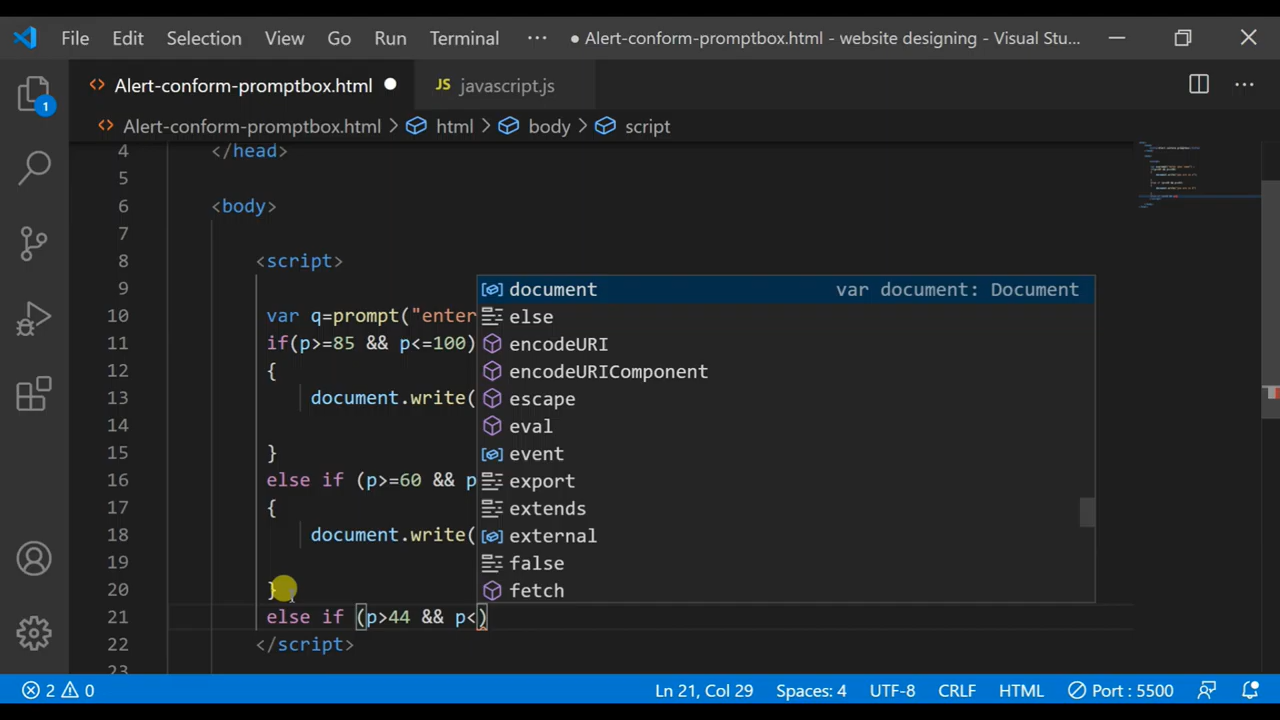 File Edit Selection View Go Run Terminal ··· ● Alert-conform-promptbox.html - website designing - Visual Stu...
Alert-conform-promptbox.html ● JS javascript.js ···
Alert-conform-promptbox.html > html > body > script
1
4 </head>
5
6 <body>
7
8 <script>
9
10 var q=prompt("enter
11 if(p>=85 && p<=100)
12 {
13 document.write(
14
15 }
16 else if (p>=60 && p
17 {
18 document.write(
19
20 }
21 else if (p>44 && p<)
22 </script>
23
document var document: Document
else
encodeURI
encodeURIComponent
escape
eval
event
export
extends
external
false
fetch
2 0 Ln 21, Col 29 Spaces: 4 UTF-8 CRLF HTML Port : 5500